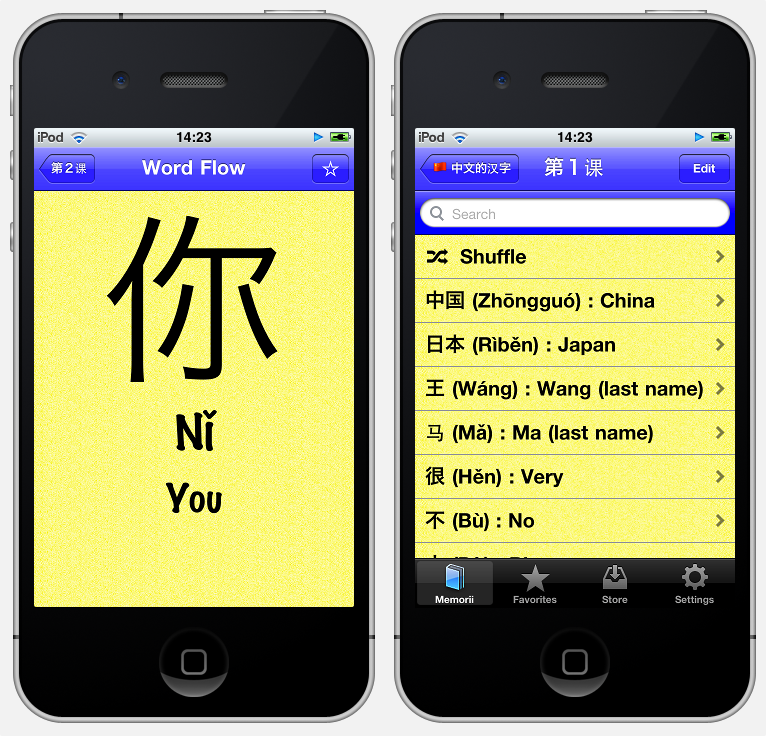 iPod 14:23
第2课 Word Flow
你
Nǐ
You
iPod 14:23
中文的汉字 第1课 Edit
Search
Shuffle
中国 (Zhōngguó) : China
日本 (Rìběn) : Japan
王 (Wáng) : Wang (last name)
马 (Mǎ) : Ma (last name)
很 (Hěn) : Very
不 (Bù) : No
Memorii Favorites Store Settings